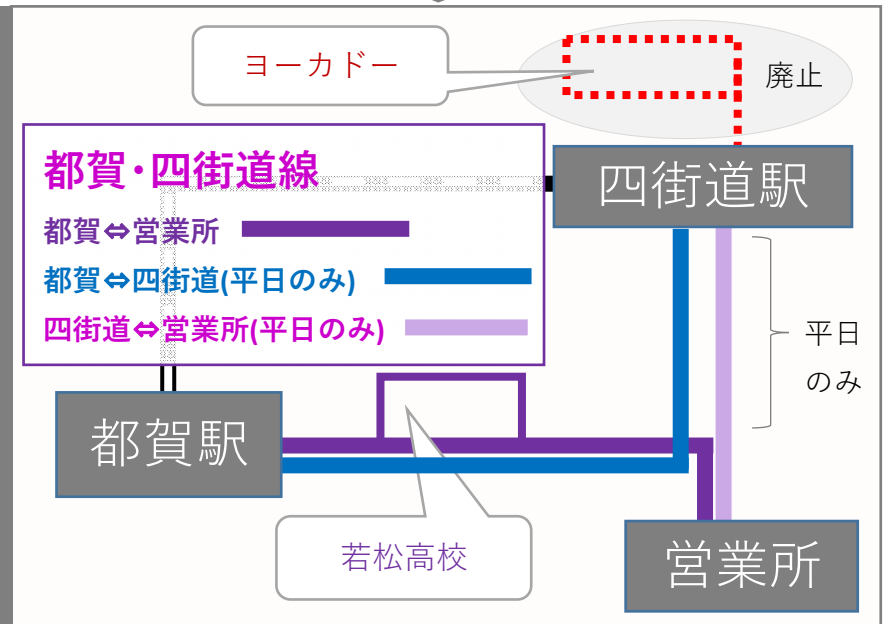 ヨーカドー
廃止
都賀・四街道線
四街道駅
都賀⇔営業所
都賀⇔四街道(平日のみ)
四街道⇔営業所(平日のみ)
平日
のみ
都賀駅
若松高校
営業所